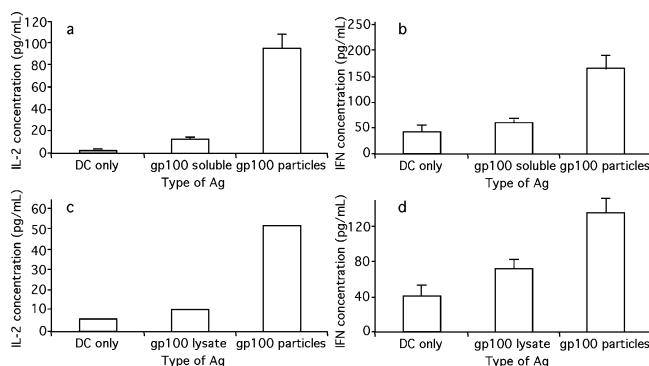 a
IL-2 concentration (pg/mL)
120
100
80
60
40
20
0
DC only gp100 soluble gp100 particles
Type of Ag
b
IFN concentration (pg/mL)
250
200
150
100
50
0
DC only gp100 soluble gp100 particles
Type of Ag
c
IL-2 concentration (pg/mL)
60
50
40
30
20
10
0
DC only gp100 lysate gp100 particles
Type of Ag
d
IFN concentration (pg/mL)
120
80
40
0
DC only gp100 lysate gp100 particles
Type of Ag